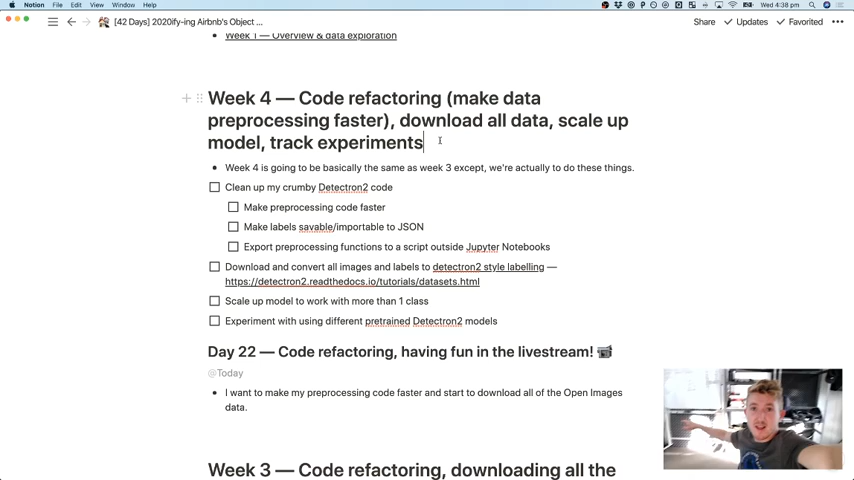 Notion File Edit View Window Help
Wed 4:38 pm
[42 Days] 2020ify-ing Airbnb's Object ...
Share Updates Favorited
Week 1 — Overview & data exploration
Week 4 — Code refactoring (make data
preprocessing faster), download all data, scale up
model, track experiments
Week 4 is going to be basically the same as week 3 except, we're actually to do these things.
Clean up my crumby Detectron2 code
Make preprocessing code faster
Make labels savable/importable to JSON
Export preprocessing functions to a script outside Jupyter Notebooks
Download and convert all images and labels to detectron2 style labelling —
https://detectron2.readthedocs.io/tutorials/datasets.html
Scale up model to work with more than 1 class
Experiment with using different pretrained Detectron2 models
Day 22 — Code refactoring, having fun in the livestream!
@Today
I want to make my preprocessing code faster and start to download all of the Open Images
data.
Week 3 — Code refactoring, downloading all the